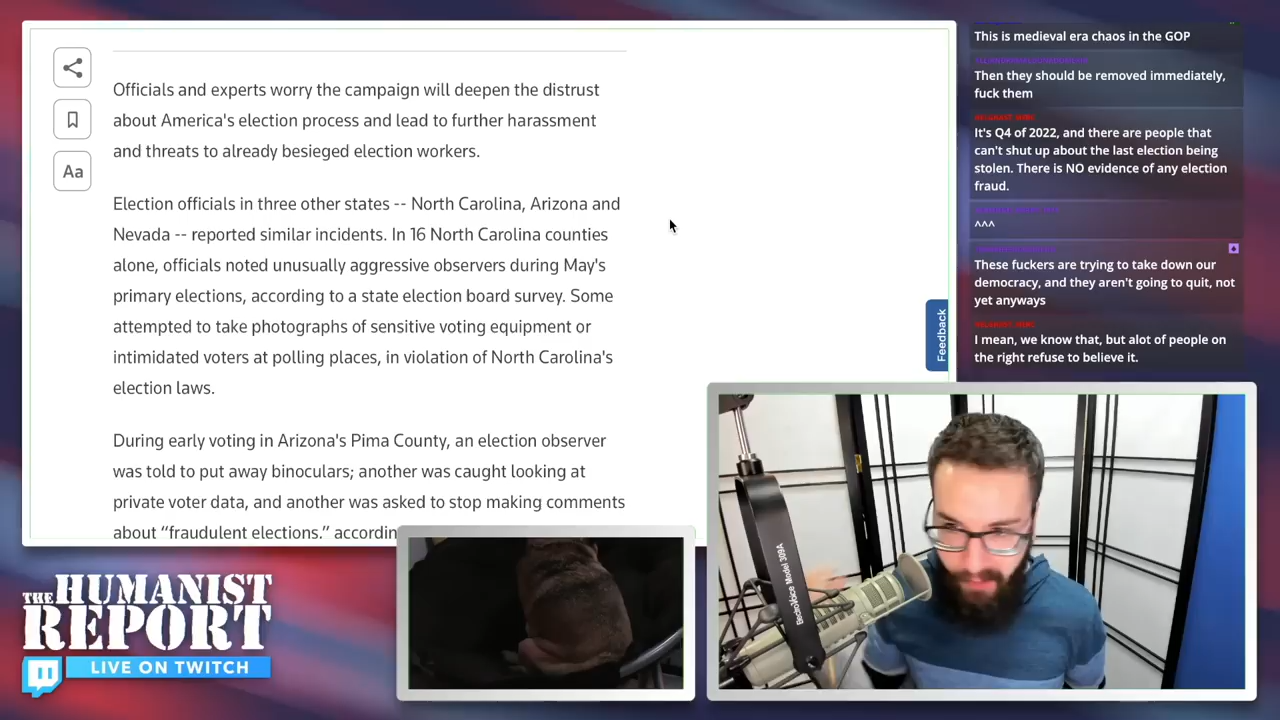 Officials and experts worry the campaign will deepen the distrust
about America's election process and lead to further harassment
and threats to already besieged election workers.
Aa
Election officials in three other states -- North Carolina, Arizona and
Nevada -- reported similar incidents. In 16 North Carolina counties
alone, officials noted unusually aggressive observers during May's
primary elections, according to a state election board survey. Some
attempted to take photographs of sensitive voting equipment or
intimidated voters at polling places, in violation of North Carolina's
election laws.
During early voting in Arizona's Pima County, an election observer
was told to put away binoculars; another was caught looking at
private voter data, and another was asked to stop making comments
about “fraudulent elections,” accordin
Feedback
This is medieval era chaos in the GOP
Then they should be removed immediately,
fuck them
It's Q4 of 2022, and there are people that
can't shut up about the last election being
stolen. There is NO evidence of any election
fraud.
^^^
These fuckers are trying to take down our
democracy, and they aren't going to quit, not
yet anyways
I mean, we know that, but alot of people on
the right refuse to believe it.
ElectroVoice Model 309A
THE HUMANIST
REPORT
LIVE ON TWITCH